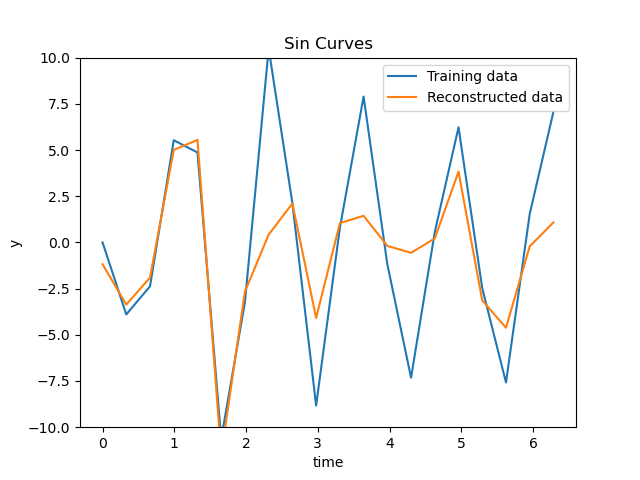 Sin Curves
Training data
Reconstructed data
10.0
7.5
5.0
2.5
0.0
−2.5
−5.0
−7.5
−10.0
y
0 1 2 3 4 5 6
time